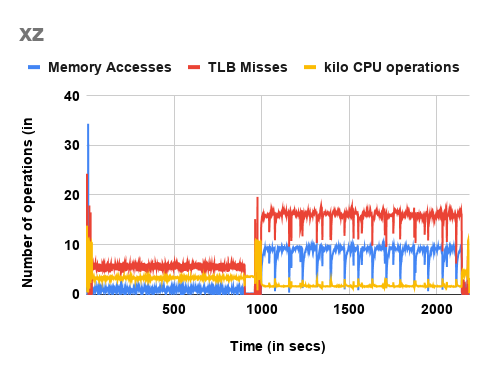 xz
Memory Accesses TLB Misses kilo CPU operations
Number of operations (in
40
30
20
10
0
500 1000 1500 2000
Time (in secs)